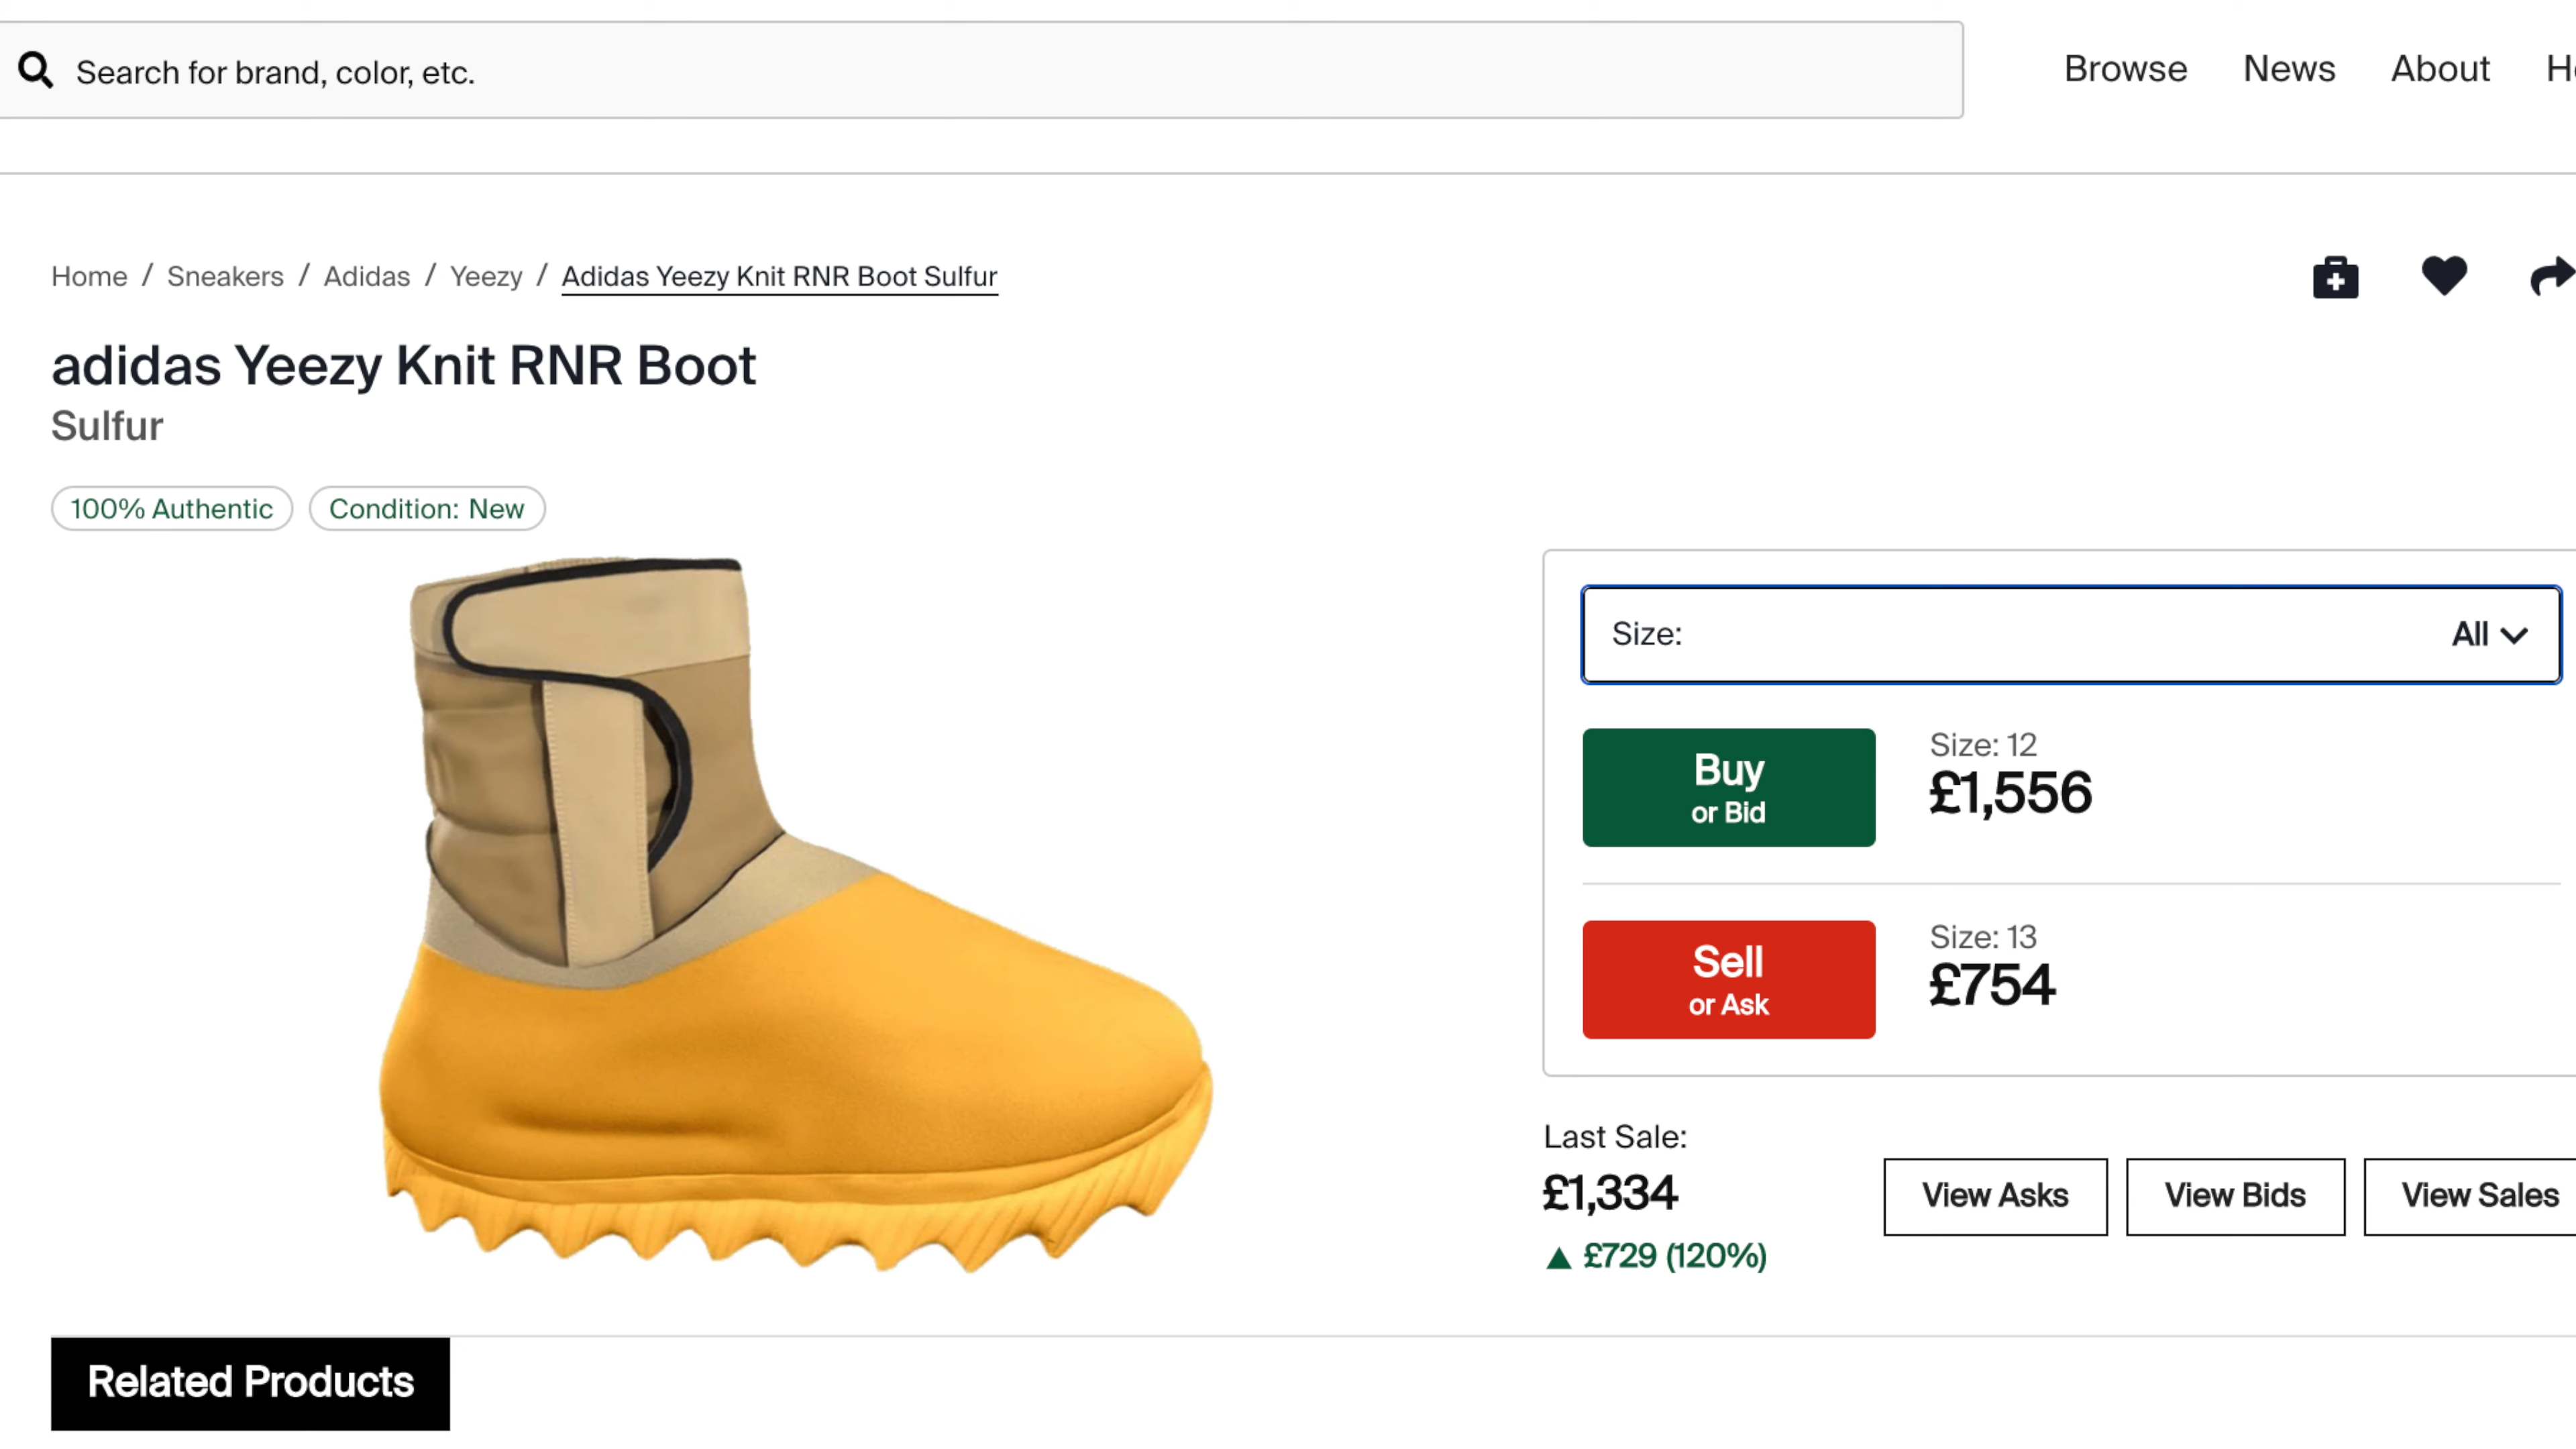 Search for brand, color, etc.
Browse News About
Home / Sneakers / Adidas / Yeezy / Adidas Yeezy Knit RNR Boot Sulfur
adidas Yeezy Knit RNR Boot
Sulfur
100% Authentic Condition: New
Size: All
Buy
or Bid
Size: 12
£1,556
Sell
or Ask
Size: 13
£754
Last Sale:
£1,334
▲ £729 (120%)
View Asks View Bids View Sales
Related Products